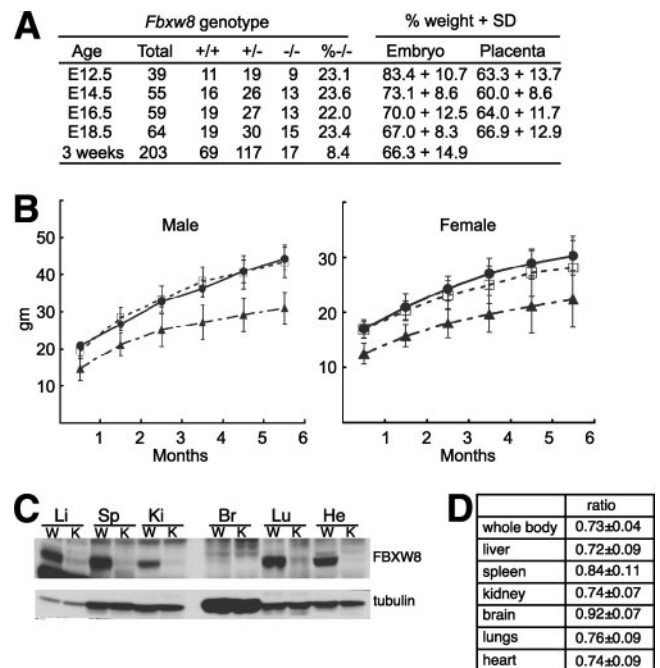 A
Fbxw8 genotype % weight + SD
Age Total +/+ +/- -/- %-/- Embryo Placenta
E12.5 39 11 19 9 23.1 83.4 + 10.7 63.3 + 13.7
E14.5 55 16 26 13 23.6 73.1 + 8.6 60.0 + 8.6
E16.5 59 19 27 13 22.0 70.0 + 12.5 64.0 + 11.7
E18.5 64 19 30 15 23.4 67.0 + 8.3 66.9 + 12.9
3 weeks 203 69 117 17 8.4 66.3 + 14.9
B
Male
gm
50
40
30
20
10
1 2 3 4 5 6
Months
Female
30
20
10
1 2 3 4 5 6
Months
C
Li Sp Ki Br Lu He
W K W K W K W K W K W K
FBXW8
tubulin
D
ratio
whole body 0.73±0.04
liver 0.72±0.09
spleen 0.84±0.11
kidney 0.74±0.07
brain 0.92±0.07
lungs 0.76±0.09
heart 0.74±0.09